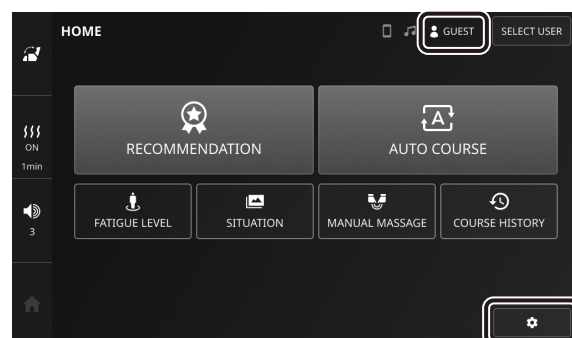 HOME
GUEST
SELECT USER
ON
1min
3
RECOMMENDATION
AUTO COURSE
FATIGUE LEVEL
SITUATION
MANUAL MASSAGE
COURSE HISTORY